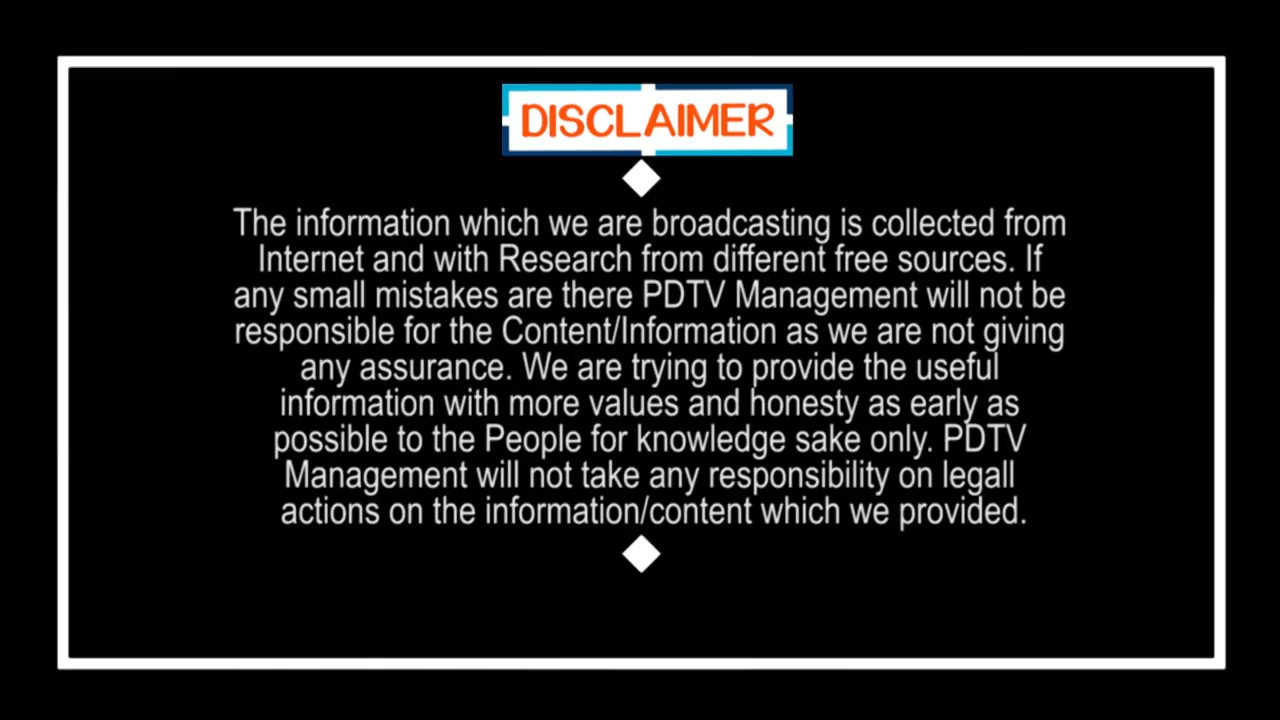 DISCLAIMER
The information which we are broadcasting is collected from
Internet and with Research from different free sources. If
any small mistakes are there PDTV Management will not be
responsible for the Content/Information as we are not giving
any assurance. We are trying to provide the useful
information with more values and honesty as early as
possible to the People for knowledge sake only. PDTV
Management will not take any responsibility on legall
actions on the information/content which we provided.